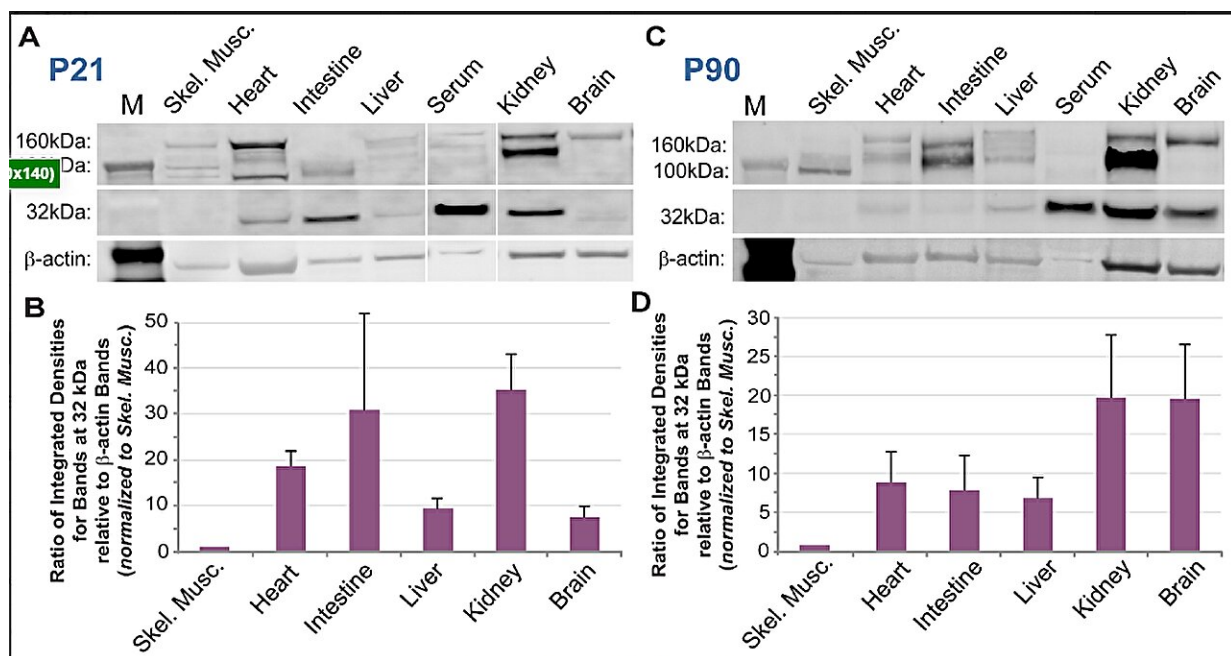 A
P21
M
Skel. Musc.
Heart
Intestine
Liver
Serum
Kidney
Brain
160kDa:
kDa:
0x140)
32kDa:
β-actin:
C
P90
M
Skel. Musc.
Heart
Intestine
Liver
Serum
Kidney
Brain
160kDa:
100kDa:
32kDa:
β-actin:
B
Ratio of Integrated Densities
for Bands at 32 kDa
relative to β-actin Bands
(normalized to Skel. Musc.)
50
40
30
20
10
0
Skel. Musc.
Heart
Intestine
Liver
Kidney
Brain
D
Ratio of Integrated Densities
for Bands at 32 kDa
relative to β-actin Bands
(normalized to Skel. Musc.)
30
25
20
15
10
5
0
Skel. Musc.
Heart
Intestine
Liver
Kidney
Brain